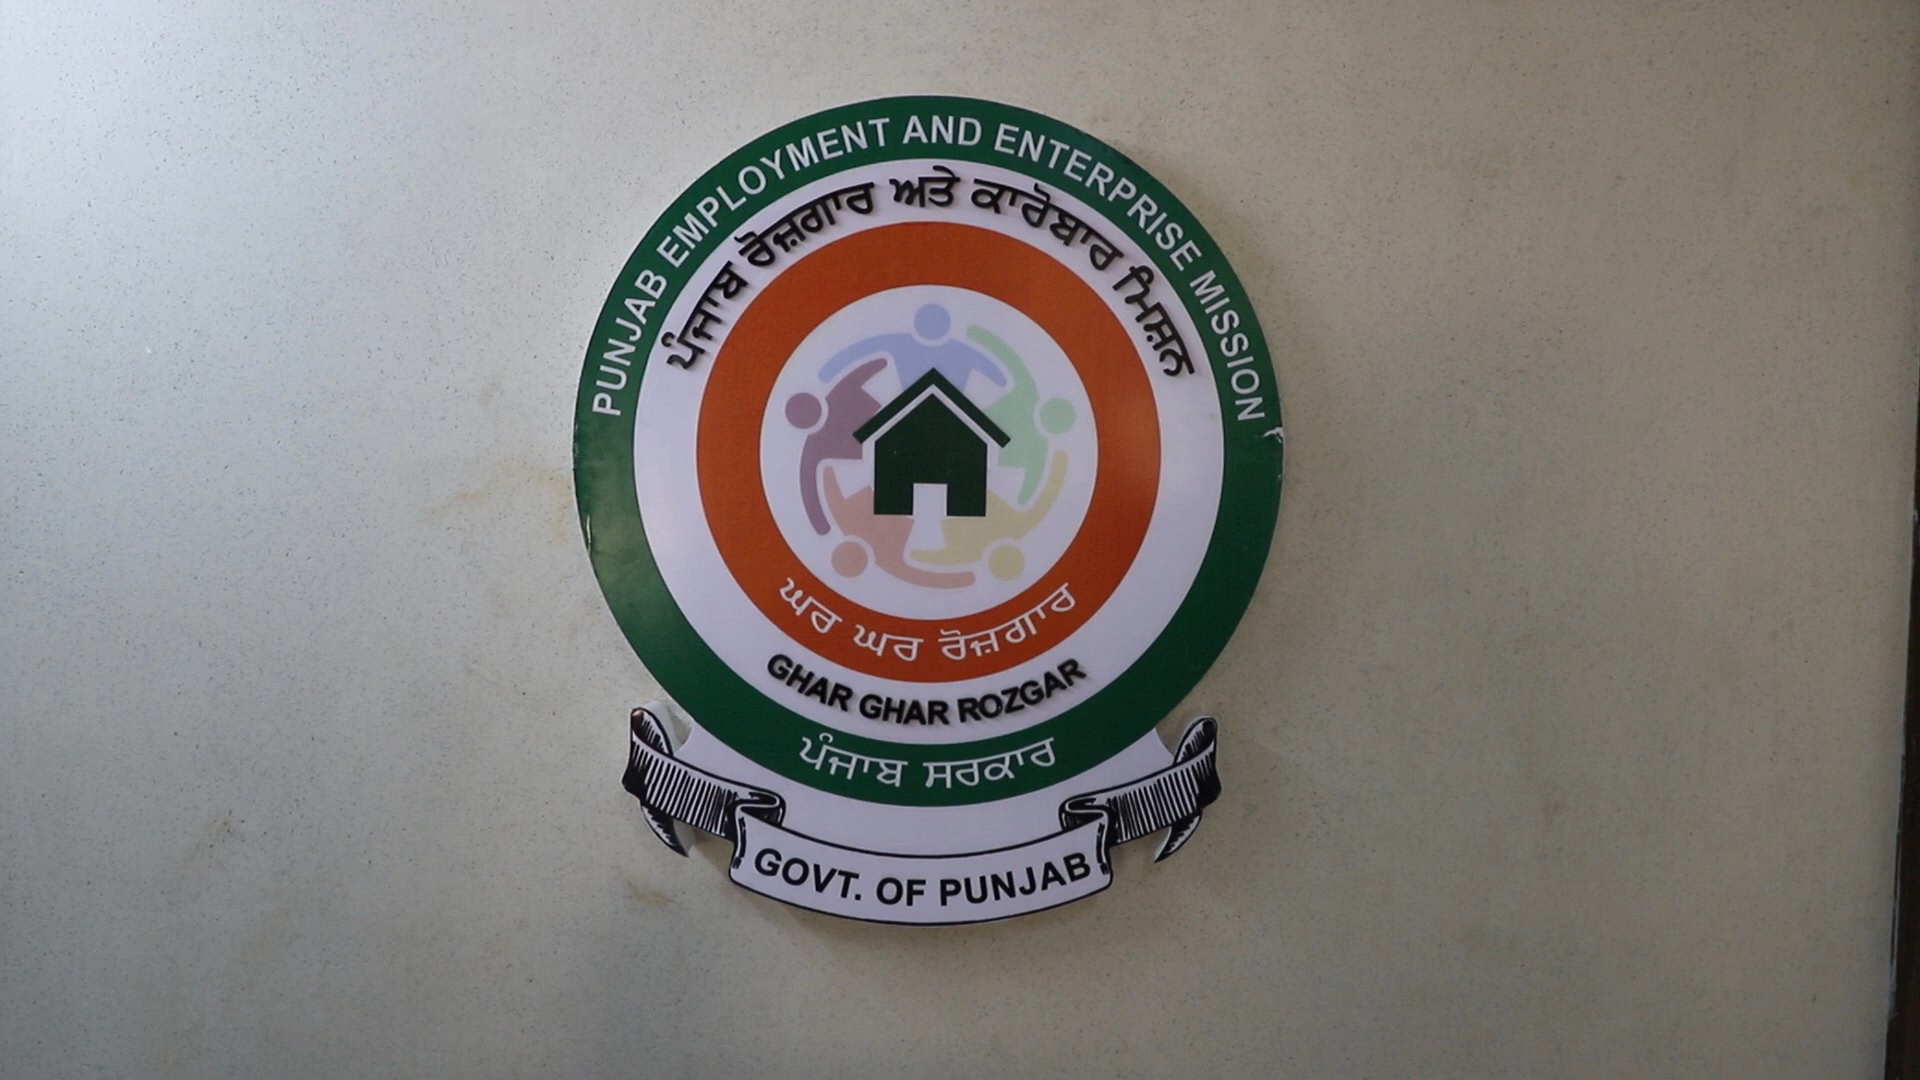 PUNJAB EMPLOYMENT AND ENTERPRISE MISSION
ਪੰਜਾਬ ਰੋਜ਼ਗਾਰ ਅਤੇ ਕਾਰੋਬਾਰ ਮਿਸ਼ਨ
ਘਰ ਘਰ ਰੋਜ਼ਗਾਰ
GHAR GHAR ROZGAR
ਪੰਜਾਬ ਸਰਕਾਰ
GOVT. OF PUNJAB